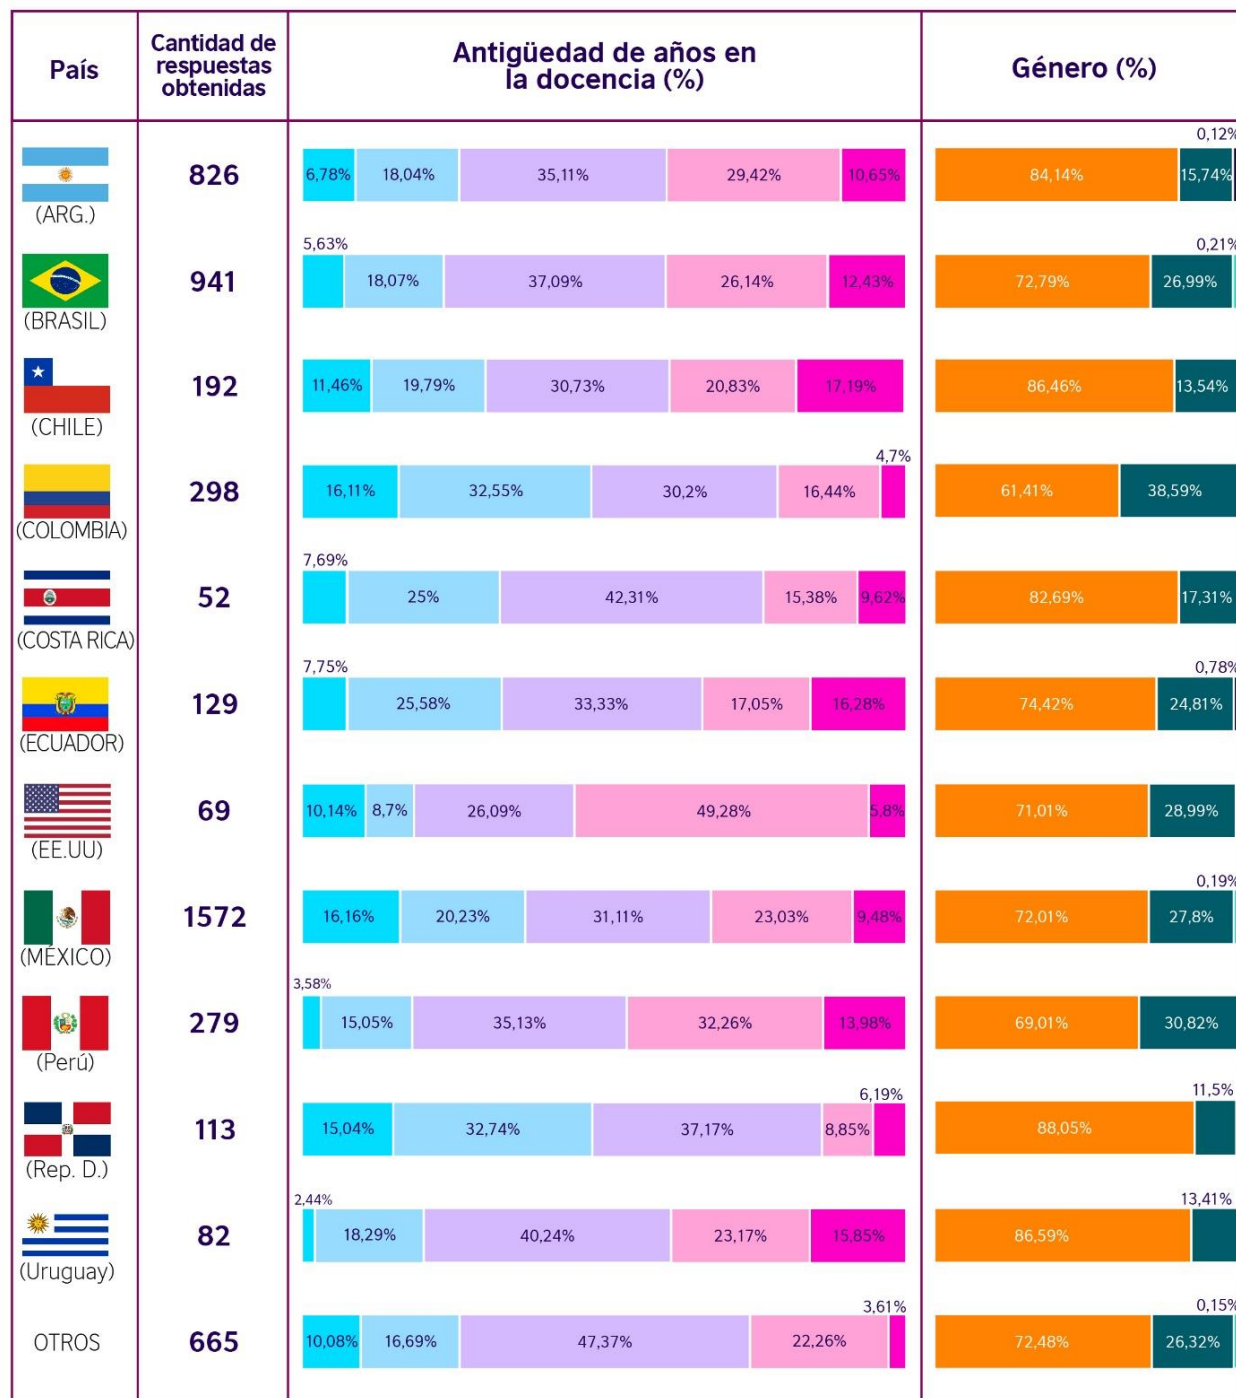 País
Cantidad de
respuestas
obtenidas
Antigüedad de años en
la docencia (%)
Género (%)
(ARG.)
826
6,78% 18,04% 35,11% 29,42% 10,65%
0,12%
84,14% 15,74%
(BRASIL)
941
5,63%
18,07% 37,09% 26,14% 12,43%
0,21%
72,79% 26,99%
(CHILE)
192
11,46% 19,79% 30,73% 20,83% 17,19%
86,46% 13,54%
(COLOMBIA)
298
4,7%
16,11% 32,55% 30,2% 16,44%
61,41% 38,59%
(COSTA RICA)
52
7,69%
25% 42,31% 15,38% 9,62%
82,69% 17,31%
(ECUADOR)
129
7,75%
25,58% 33,33% 17,05% 16,28%
0,78%
74,42% 24,81%
(EE.UU)
69
10,14% 8,7% 26,09% 49,28% 5,8%
71,01% 28,99%
(MÉXICO)
1572
16,16% 20,23% 31,11% 23,03% 9,48%
0,19%
72,01% 27,8%
(Perú)
279
3,58%
15,05% 35,13% 32,26% 13,98%
69,01% 30,82%
(Rep. D.)
113
6,19%
15,04% 32,74% 37,17% 8,85%
11,5%
88,05%
(Uruguay)
82
2,44%
18,29% 40,24% 23,17% 15,85%
13,41%
86,59%
OTROS
665
3,61%
10,08% 16,69% 47,37% 22,26%
0,15%
72,48% 26,32%